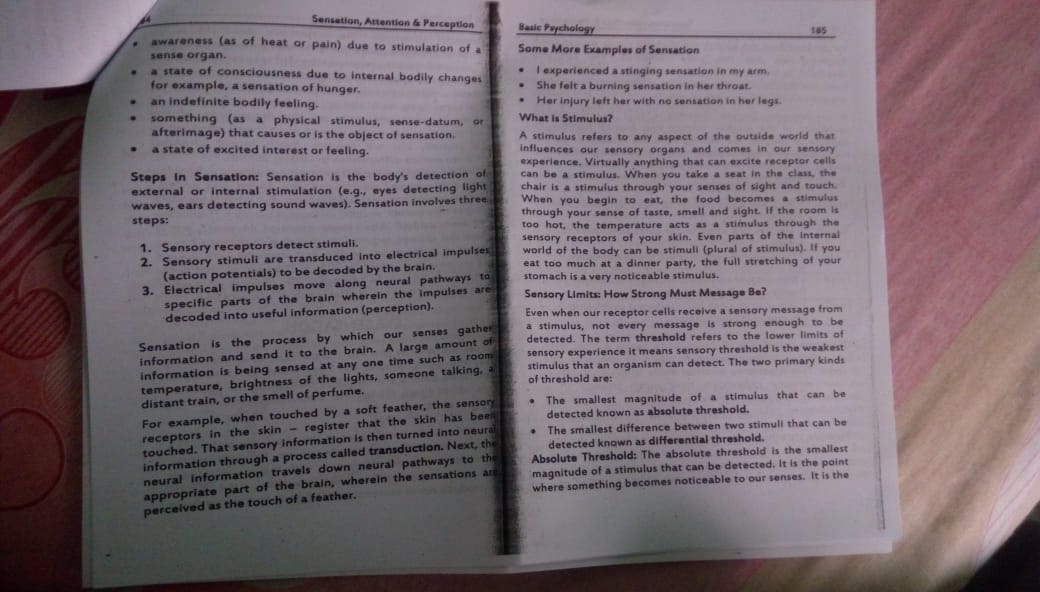 Sensation, Attention & Perception
• awareness (as of heat or pain) due to stimulation of a
sense organ.
• a state of consciousness due to internal bodily changes
for example, a sensation of hunger.
• an indefinite bodily feeling.
• something (as a physical stimulus, sense-datum, or
afterimage) that causes or is the object of sensation.
• a state of excited interest or feeling.
Steps In Sensation: Sensation is the body's detection of
external or internal stimulation (e.g., eyes detecting light
waves, ears detecting sound waves). Sensation involves three
steps:
1. Sensory receptors detect stimuli.
2. Sensory stimuli are transduced into electrical impulses
(action potentials) to be decoded by the brain.
3. Electrical impulses move along neural pathways to
specific parts of the brain wherein the impulses are
decoded into useful information (perception).
Sensation is the process by which our senses gather
information and send it to the brain. A large amount of
information is being sensed at any one time such as room
temperature, brightness of the lights, someone talking, a
distant train, or the smell of perfume.
For example, when touched by a soft feather, the sensory
receptors in the skin – register that the skin has been
touched. That sensory information is then turned into neural
information through a process called transduction. Next, the
neural information travels down neural pathways to the
appropriate part of the brain, wherein the sensations are
perceived as the touch of a feather.
Basic Psychology 185
Some More Examples of Sensation
• I experienced a stinging sensation in my arm.
• She felt a burning sensation in her throat.
• Her injury left her with no sensation in her legs.
What Is Stimulus?
A stimulus refers to any aspect of the outside world that
influences our sensory organs and comes in our sensory
experience. Virtually anything that can excite receptor cells
can be a stimulus. When you take a seat in the class, the
chair is a stimulus through your senses of sight and touch.
When you begin to eat, the food becomes a stimulus
through your sense of taste, smell and sight. If the room is
too hot, the temperature acts as a stimulus through the
sensory receptors of your skin. Even parts of the internal
world of the body can be stimuli (plural of stimulus). If you
eat too much at a dinner party, the full stretching of your
stomach is a very noticeable stimulus.
Sensory Limits: How Strong Must Message Be?
Even when our receptor cells receive a sensory message from
a stimulus, not every message is strong enough to be
detected. The term threshold refers to the lower limits of
sensory experience it means sensory threshold is the weakest
stimulus that an organism can detect. The two primary kinds
of threshold are:
• The smallest magnitude of a stimulus that can be
detected known as absolute threshold.
• The smallest difference between two stimuli that can be
detected known as differential threshold.
Absolute Threshold: The absolute threshold is the smallest
magnitude of a stimulus that can be detected. It is the point
where something becomes noticeable to our senses. It is the